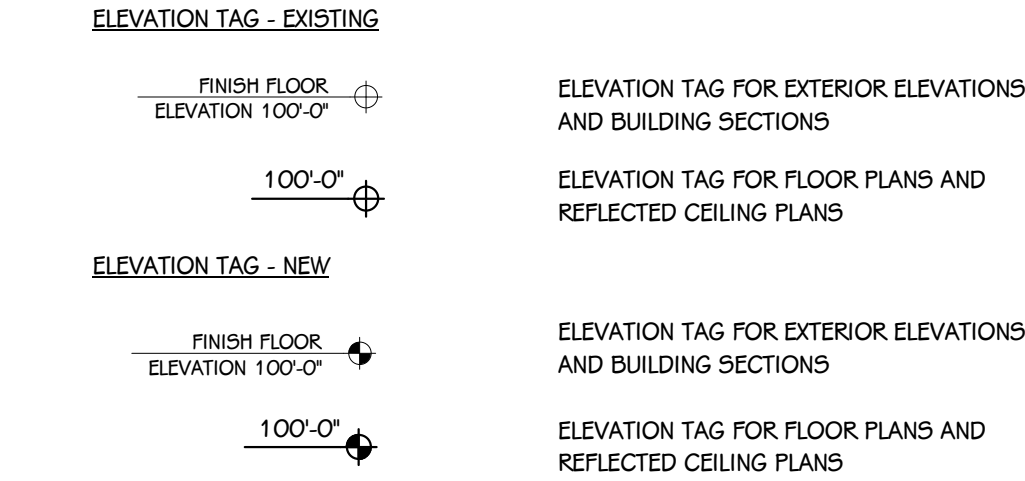 ELEVATION TAG - EXISTING
FINISH FLOOR
ELEVATION 100'-0"
ELEVATION TAG FOR EXTERIOR ELEVATIONS
AND BUILDING SECTIONS
100'-0"
ELEVATION TAG FOR FLOOR PLANS AND
REFLECTED CEILING PLANS
ELEVATION TAG - NEW
FINISH FLOOR
ELEVATION 100'-0"
ELEVATION TAG FOR EXTERIOR ELEVATIONS
AND BUILDING SECTIONS
100'-0"
ELEVATION TAG FOR FLOOR PLANS AND
REFLECTED CEILING PLANS